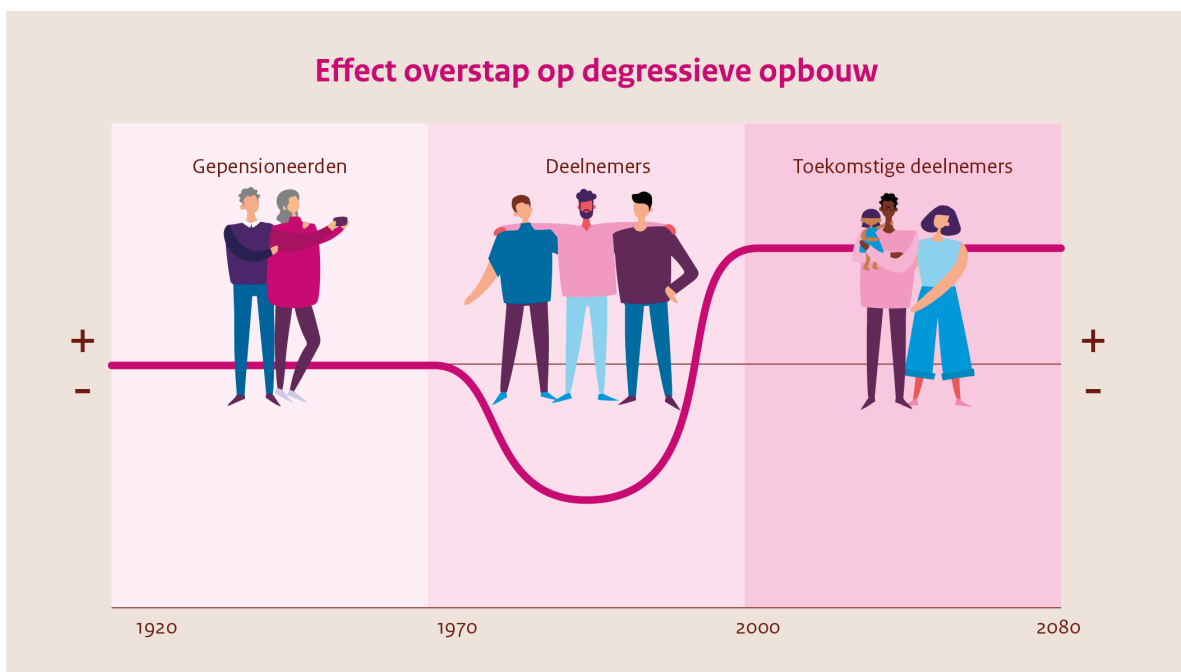 Effect overstap op degressieve opbouw
Gepensioneerden
Deelnemers
Toekomstige deelnemers
+
-
+
-
1920
1970
2000
2080